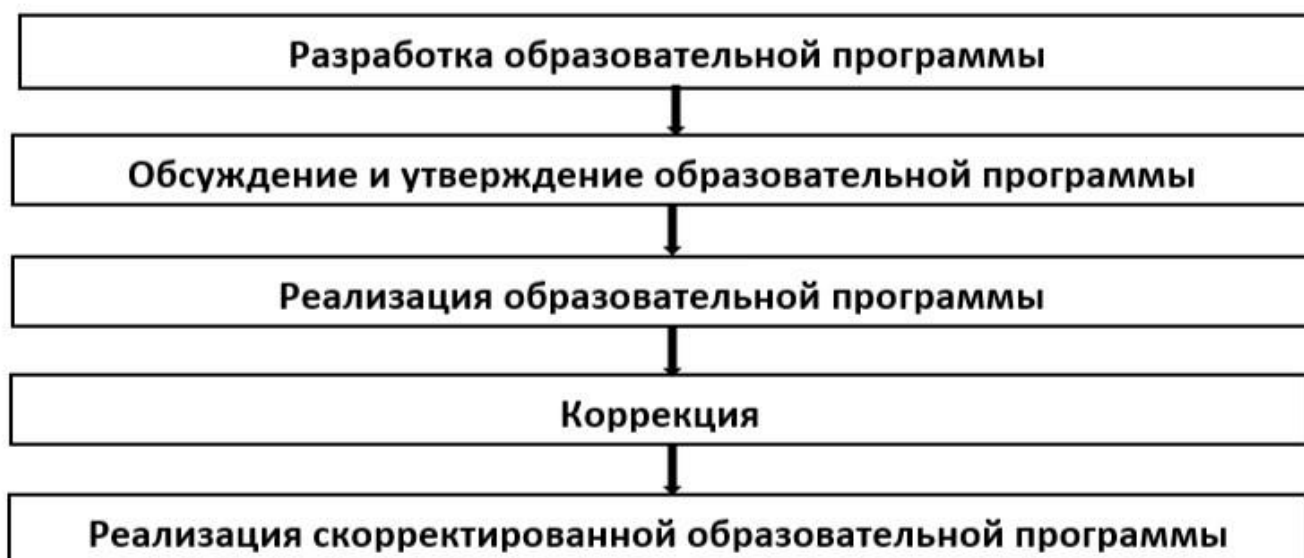 Разработка образовательной программы
Обсуждение и утверждение образовательной программы
Реализация образовательной программы
Коррекция
Реализация скорректированной образовательной программы